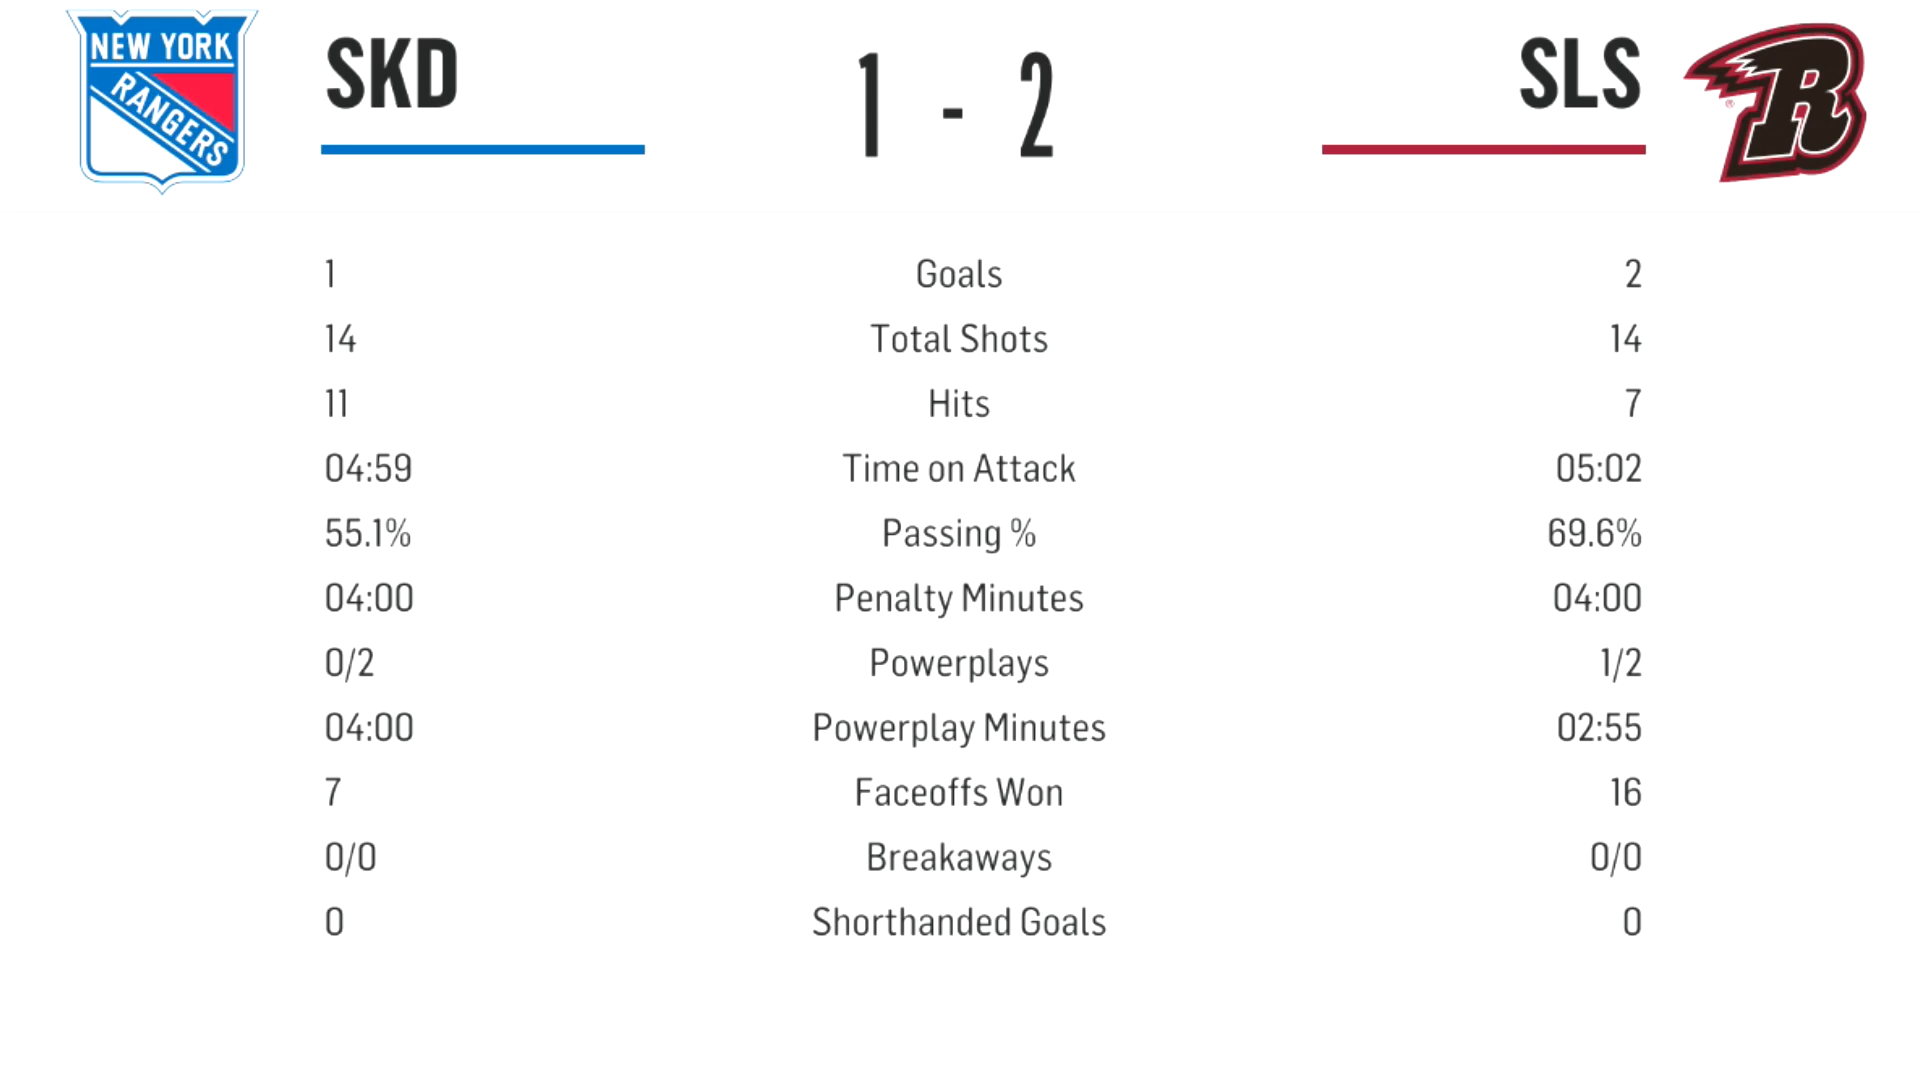 NEW YORK
RANGERS
SKD
1 - 2
SLS
R
®
1 Goals 2
14 Total Shots 14
11 Hits 7
04:59 Time on Attack 05:02
55.1% Passing % 69.6%
04:00 Penalty Minutes 04:00
0/2 Powerplays 1/2
04:00 Powerplay Minutes 02:55
7 Faceoffs Won 16
0/0 Breakaways 0/0
0 Shorthanded Goals 0